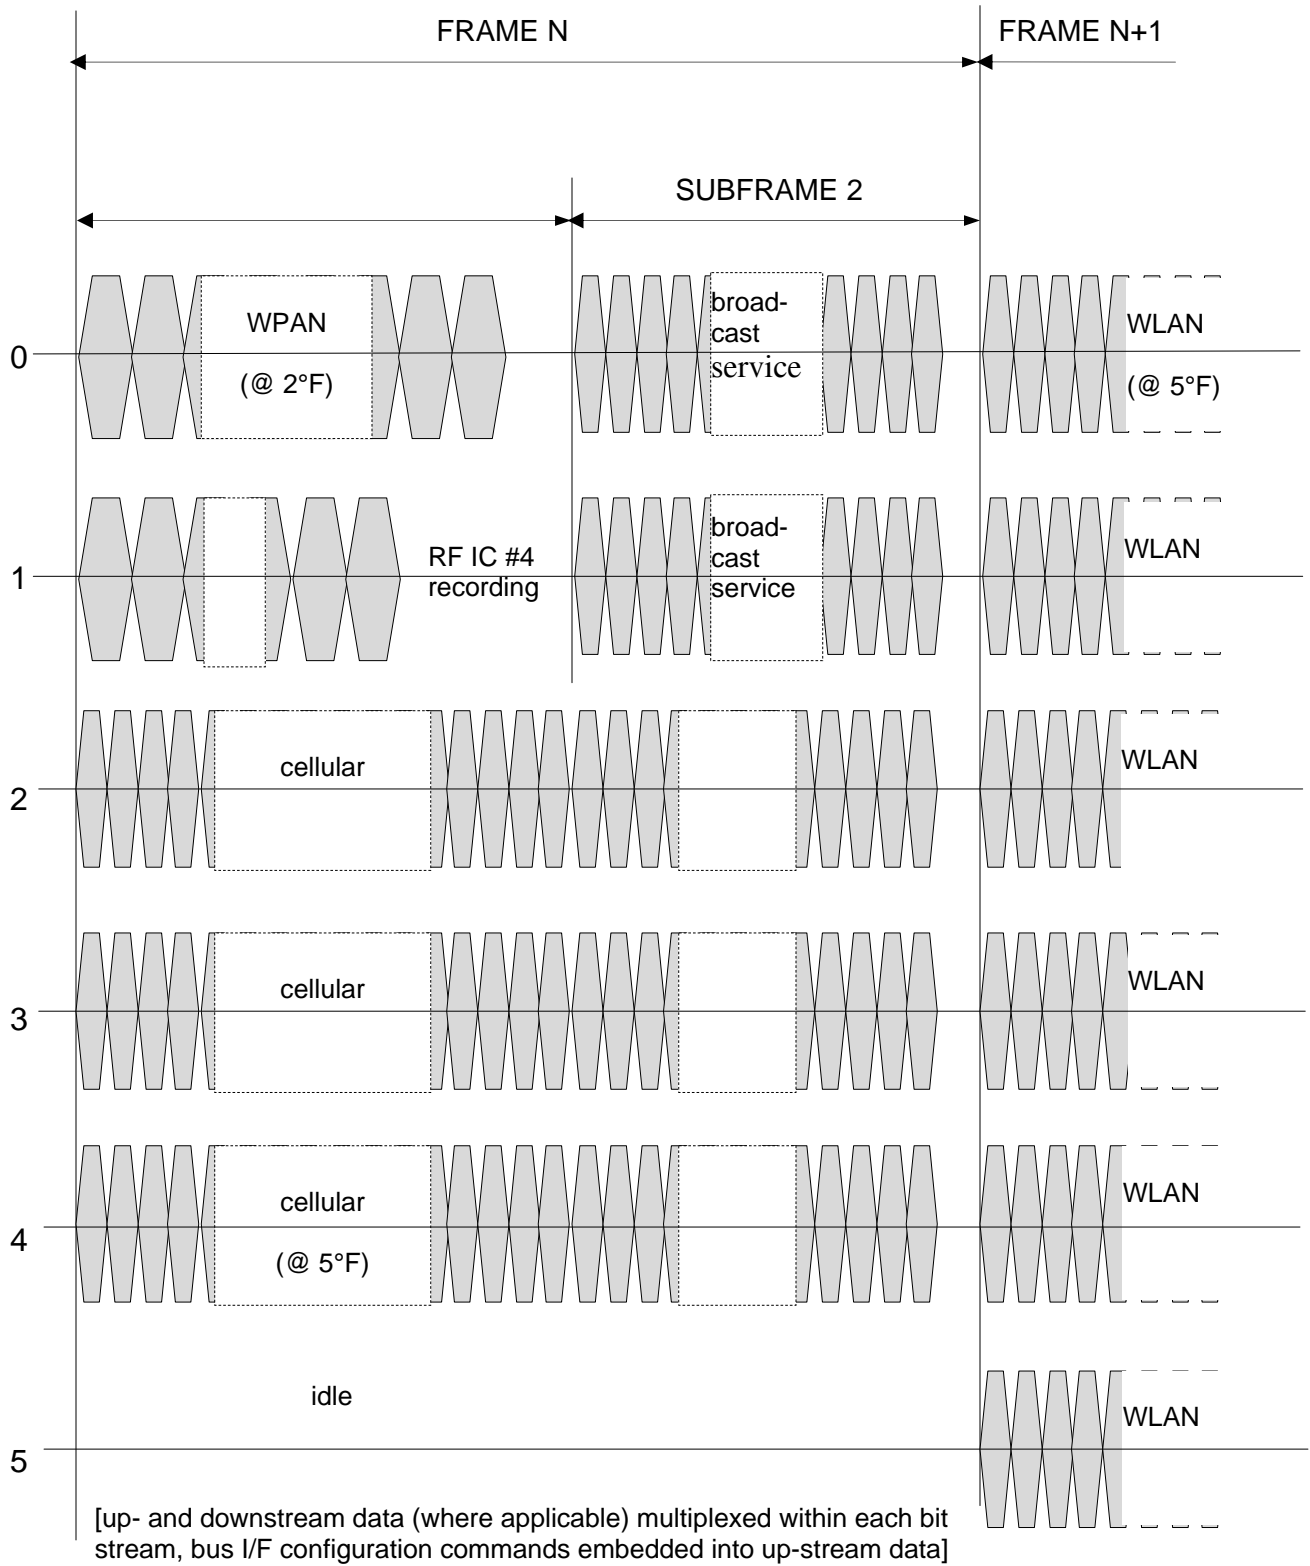 FRAME N
FRAME N+1
SUBFRAME 2
0
WPAN
(@ 2°F)
broad-
cast
service
WLAN
(@ 5°F)
1
RF IC #4
recording
broad-
cast
service
WLAN
2
cellular
WLAN
3
cellular
WLAN
4
cellular
(@ 5°F)
WLAN
5
idle
WLAN
[up- and downstream data (where applicable) multiplexed within each bit
stream, bus I/F configuration commands embedded into up-stream data]